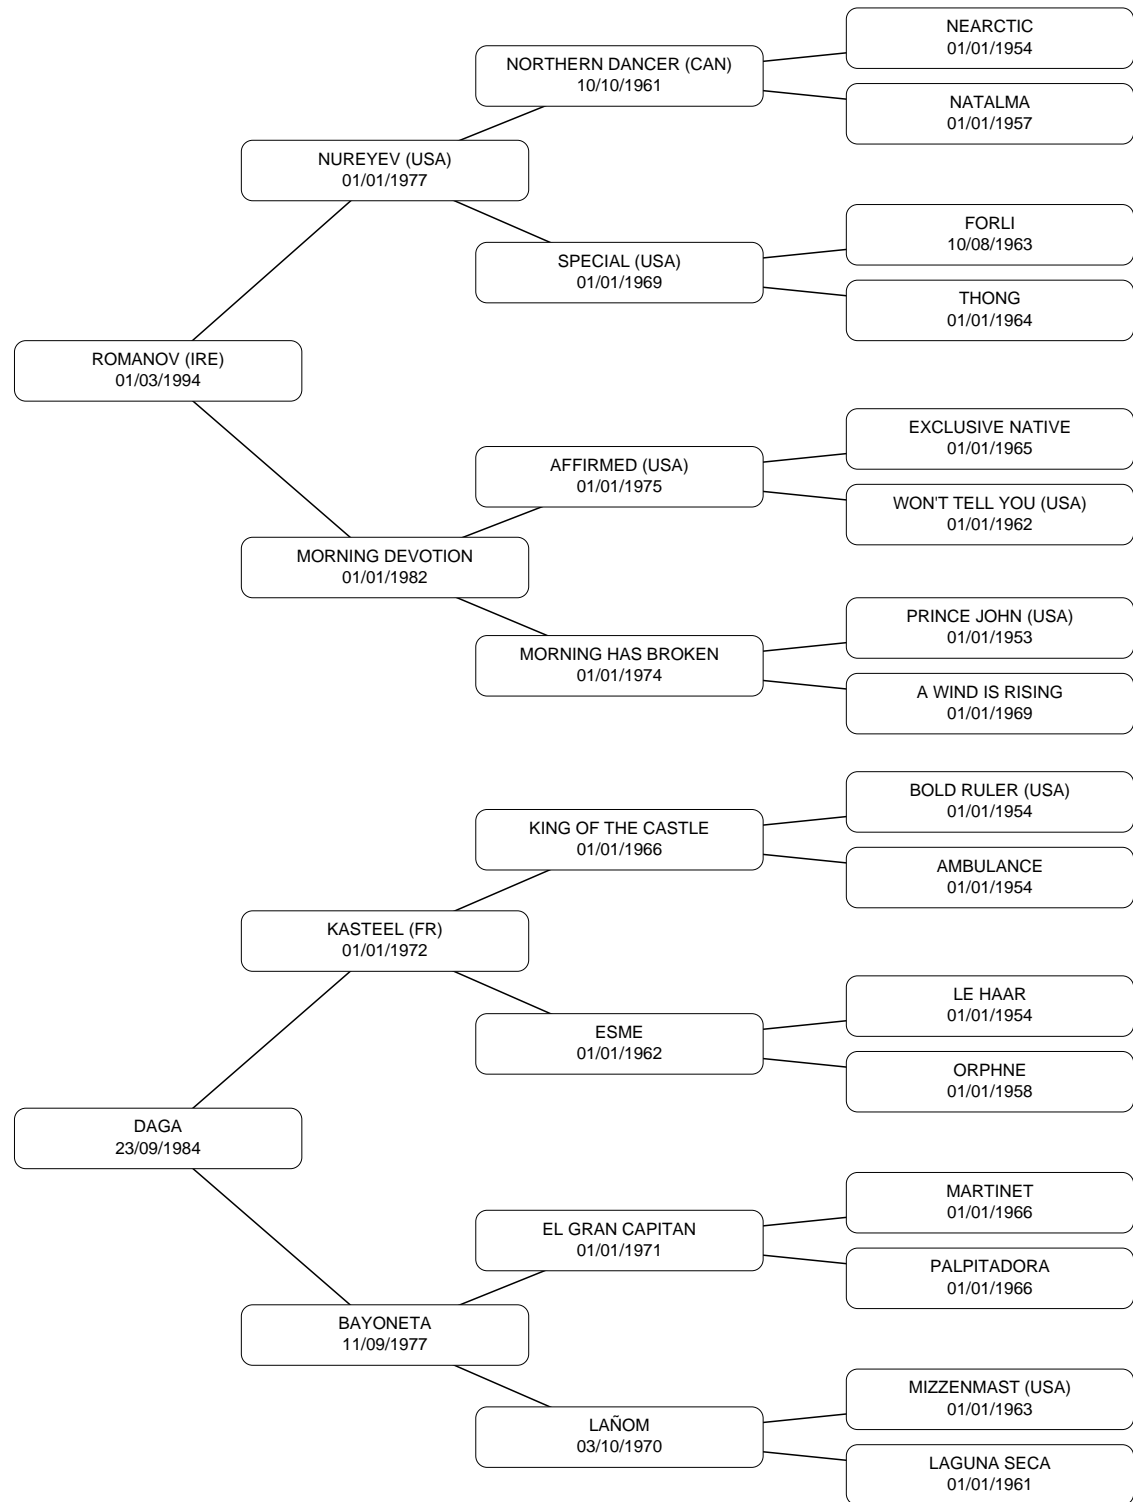 NEARCTIC
01/01/1954
NORTHERN DANCER (CAN)
10/10/1961
NATALMA
01/01/1957
NUREYEV (USA)
01/01/1977
FORLI
10/08/1963
SPECIAL (USA)
01/01/1969
THONG
01/01/1964
ROMANOV (IRE)
01/03/1994
EXCLUSIVE NATIVE
01/01/1965
AFFIRMED (USA)
01/01/1975
WON'T TELL YOU (USA)
01/01/1962
MORNING DEVOTION
01/01/1982
PRINCE JOHN (USA)
01/01/1953
MORNING HAS BROKEN
01/01/1974
A WIND IS RISING
01/01/1969
BOLD RULER (USA)
01/01/1954
KING OF THE CASTLE
01/01/1966
AMBULANCE
01/01/1954
KASTEEL (FR)
01/01/1972
LE HAAR
01/01/1954
ESME
01/01/1962
ORPHNE
01/01/1958
DAGA
23/09/1984
MARTINET
01/01/1966
EL GRAN CAPITAN
01/01/1971
PALPITADORA
01/01/1966
BAYONETA
11/09/1977
MIZZENMAST (USA)
01/01/1963
LAÑOM
03/10/1970
LAGUNA SECA
01/01/1961